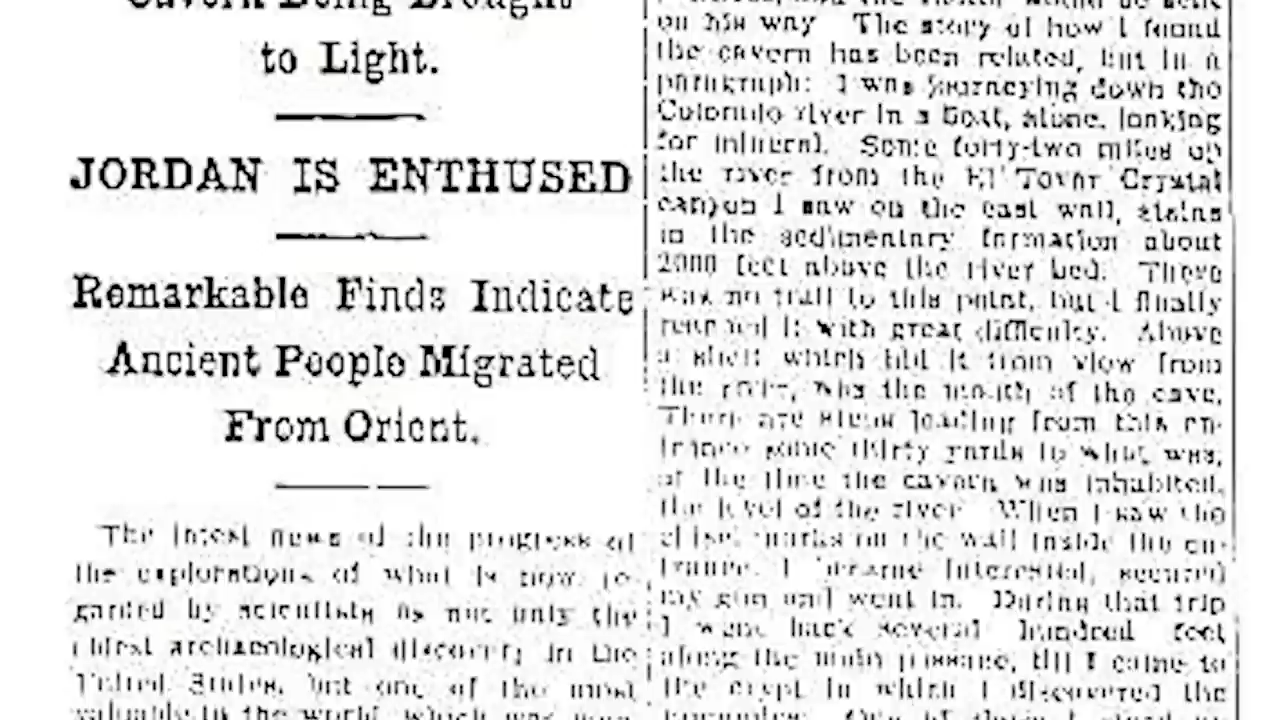 Cavern Being Brought
to Light.
JORDAN IS ENTHUSED
Remarkable Finds Indicate
Ancient People Migrated
From Orient.
The latest news of the progress of
the explorations of what is now re-
garded by scientists as not only the
oldest archaeological discovery in the
United States, but one of the most
valuable in the world, which was
on his way The story of how I found
the cavern has been related, but in a
paragraph: I was journeying down the
Colorado river in a boat, alone, looking
for mineral. Some forty-two miles up
the river from the El Tovar Crystal
canyon I saw on the east wall, stains
in the sedimentary formation about
2000 feet above the river bed. There
was no trail to this point, but I finally
reached it with great difficulty. Above
a shelf which hid it from view from
the river, was the mouth of the cave.
There are steps leading from this en-
trance some thirty yards to what was,
at the time the cavern was inhabited,
the level of the river. When I saw the
chisel marks on the wall inside the en-
trance, I became interested, secured
my gun and went in. During that trip
I went back several hundred feet
along the main passage, till I came to
the crypt in which I discovered the